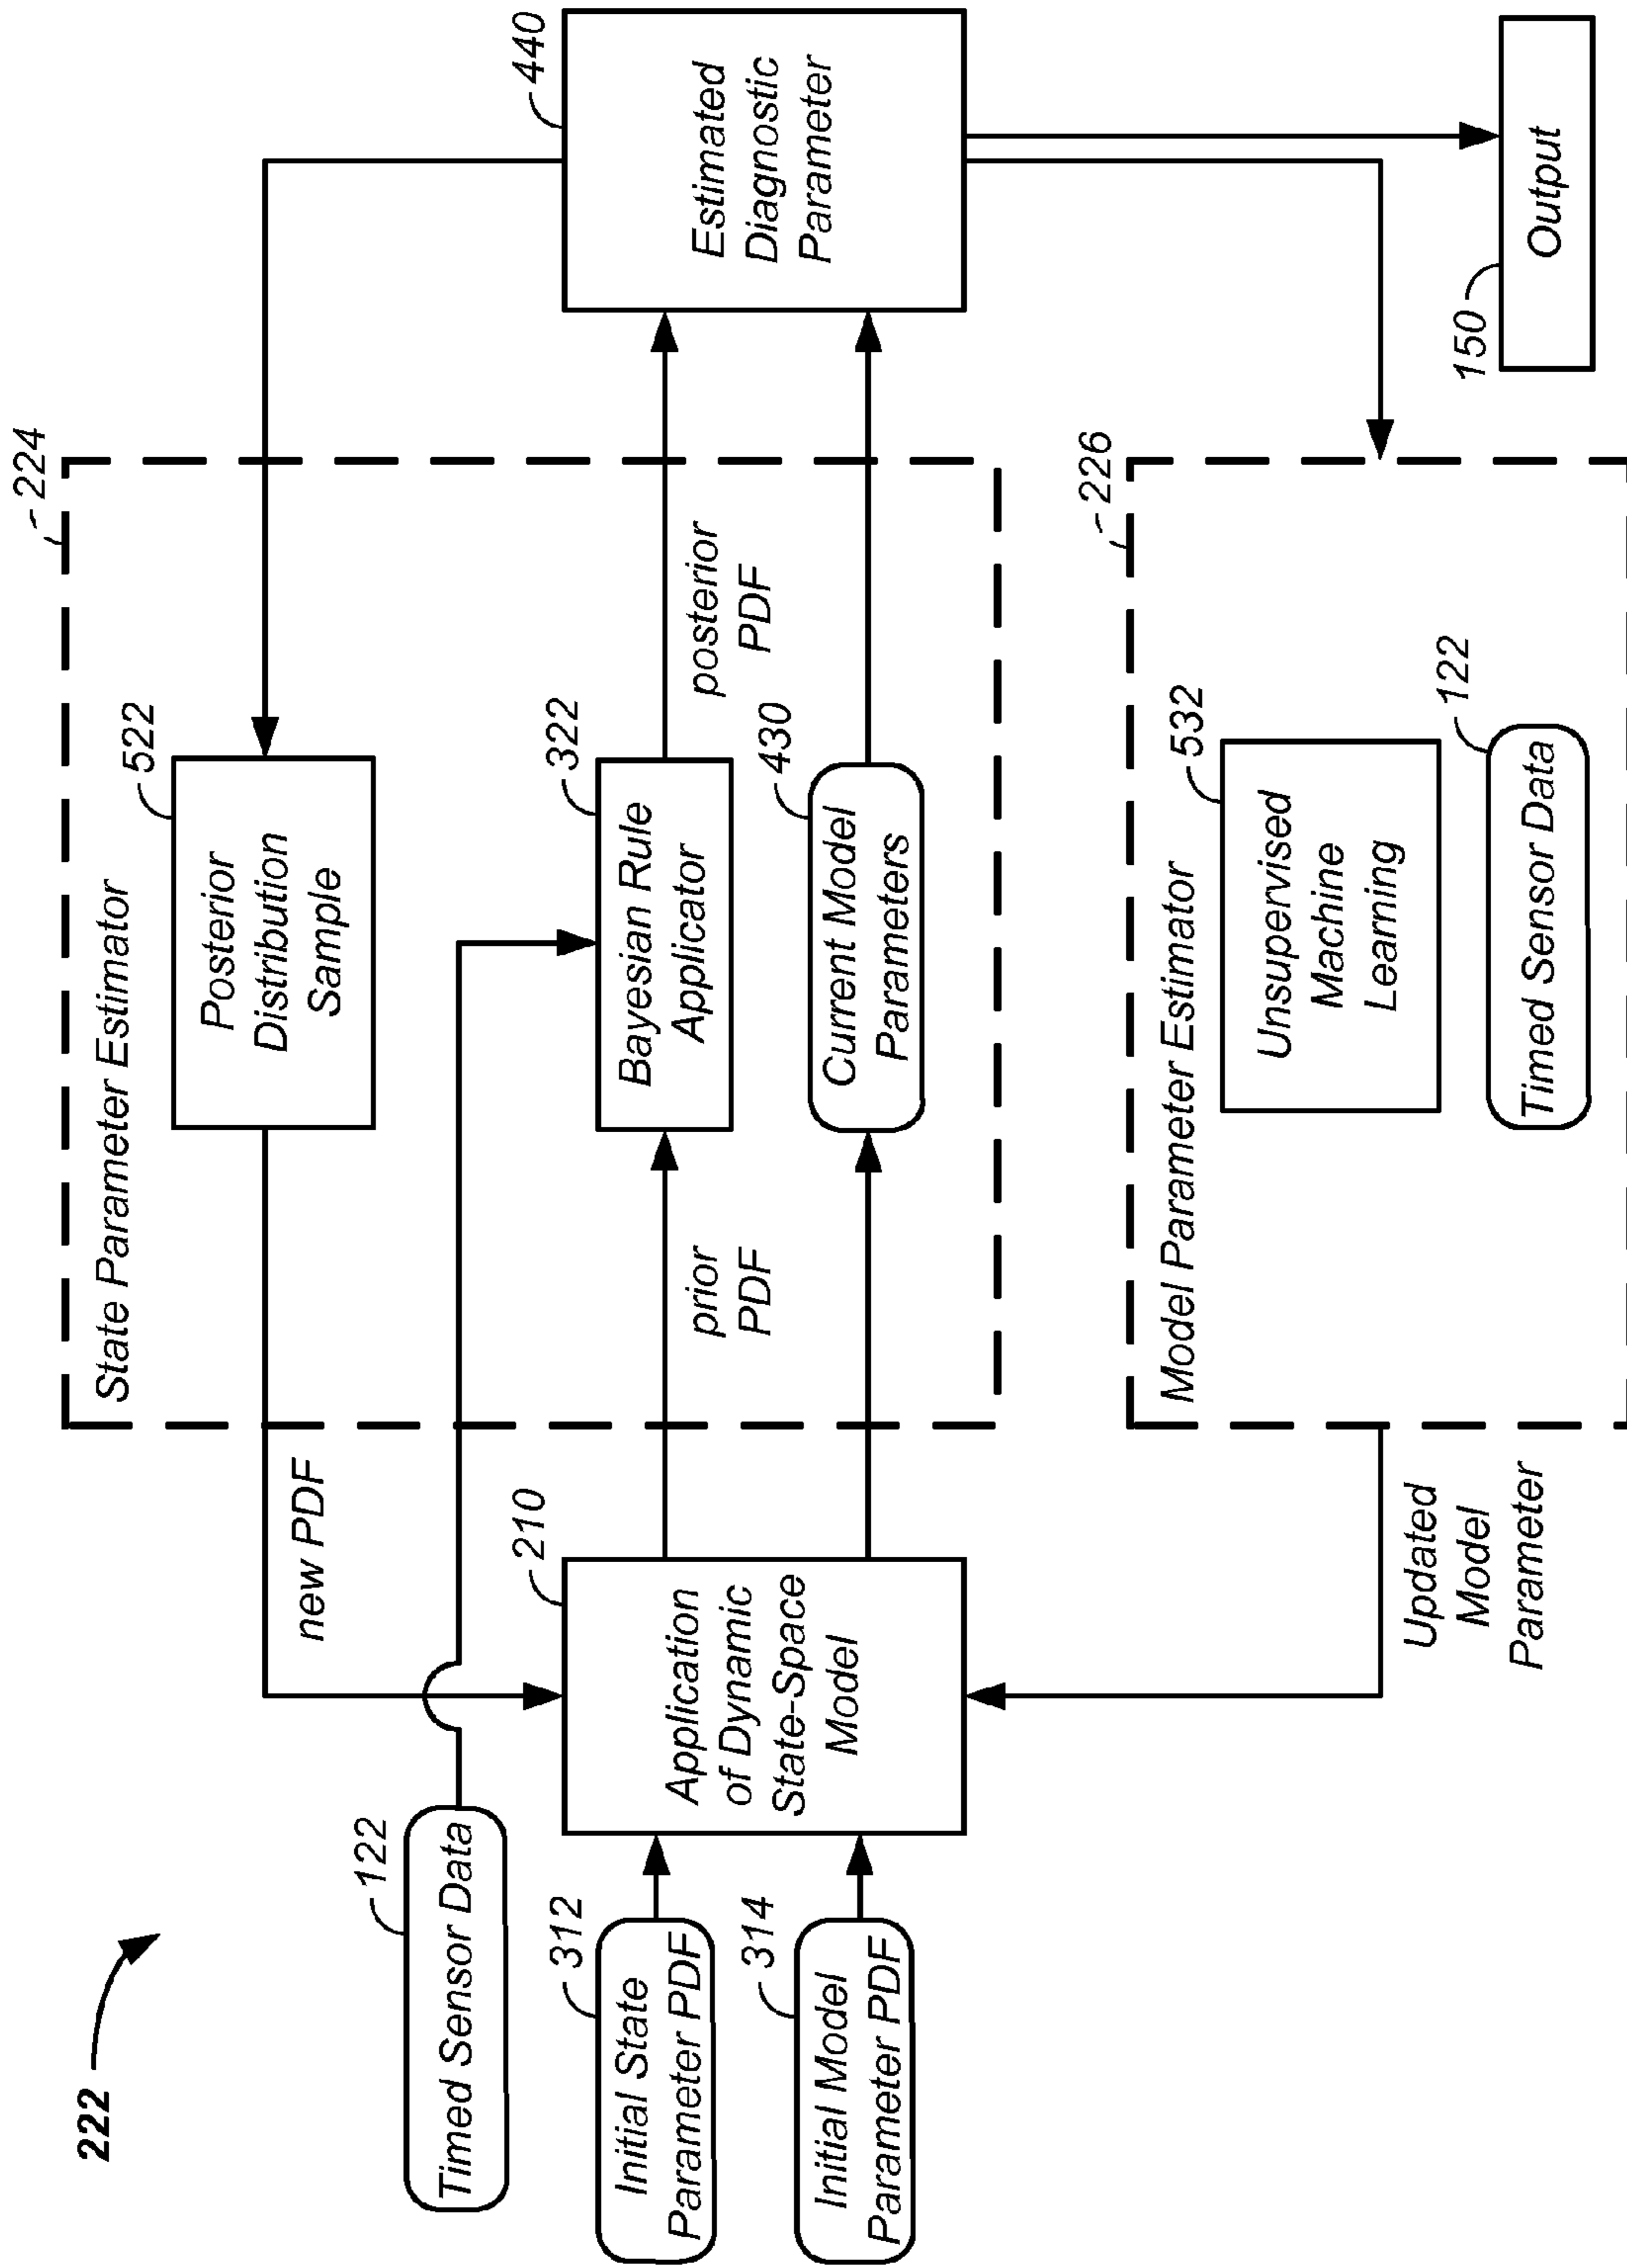 222
122
Timed Sensor Data
312
Initial State
Parameter PDF
314
Initial Model
Parameter PDF
new PDF
210
Application
of Dynamic
State-Space
Model
Updated
Model
Parameter
State Parameter Estimator
224
522
Posterior
Distribution
Sample
prior
PDF
322
Bayesian Rule
Applicator
posterior
PDF
430
Current Model
Parameters
Model Parameter Estimator
226
532
Unsupervised
Machine
Learning
122
Timed Sensor Data
440
Estimated
Diagnostic
Parameter
150
Output